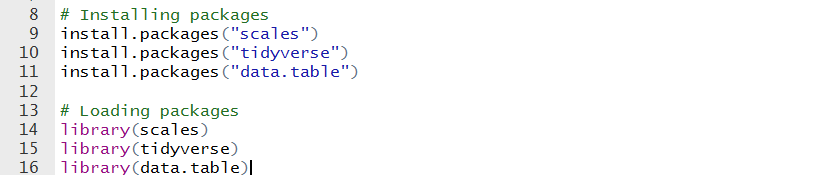 8 # Installing packages
9 install.packages("scales")
10 install.packages("tidyverse")
11 install.packages("data.table")
12
13 # Loading packages
14 library(scales)
15 library(tidyverse)
16 library(data.table)